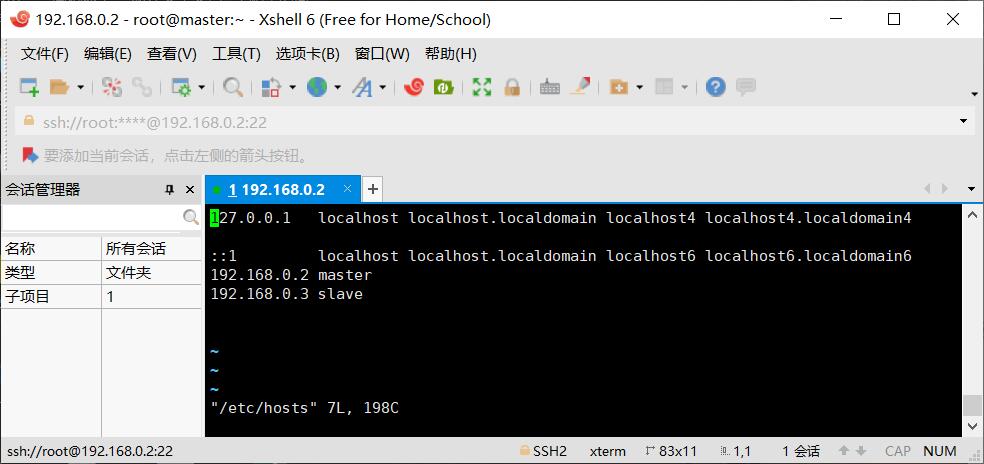 192.168.0.2 - root@master:~ - Xshell 6 (Free for Home/School)
文件(F) 编辑(E) 查看(V) 工具(T) 选项卡(B) 窗口(W) 帮助(H)
ssh://root:****@192.168.0.2:22
要添加当前会话，点击左侧的箭头按钮。
会话管理器
1 192.168.0.2
名称 所有会话
类型 文件夹
子项目 1
127.0.0.1 localhost localhost.localdomain localhost4 localhost4.localdomain4
::1 localhost localhost.localdomain localhost6 localhost6.localdomain6
192.168.0.2 master
192.168.0.3 slave
~
~
~
"/etc/hosts" 7L, 198C
ssh://root@192.168.0.2:22 SSH2 xterm 83x11 1,1 1 会话 CAP NUM